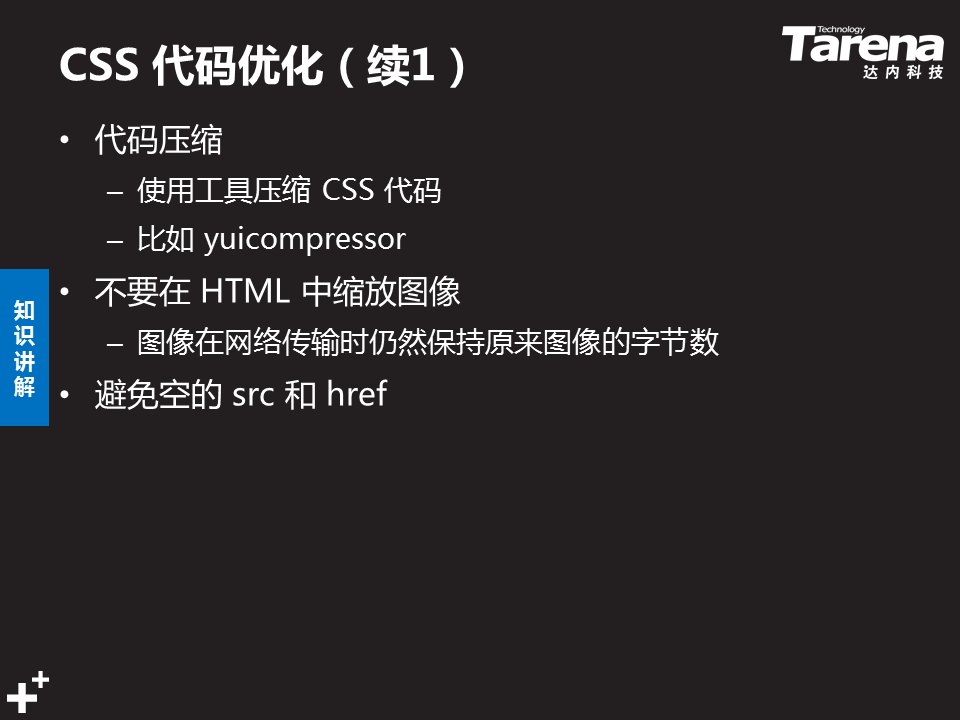 CSS 代码优化（续1）
Technology
Tarena
达内科技
• 代码压缩
– 使用工具压缩 CSS 代码
– 比如 yuicompressor
• 不要在 HTML 中缩放图像
– 图像在网络传输时仍然保持原来图像的字节数
• 避免空的 src 和 href
知
识
讲
解